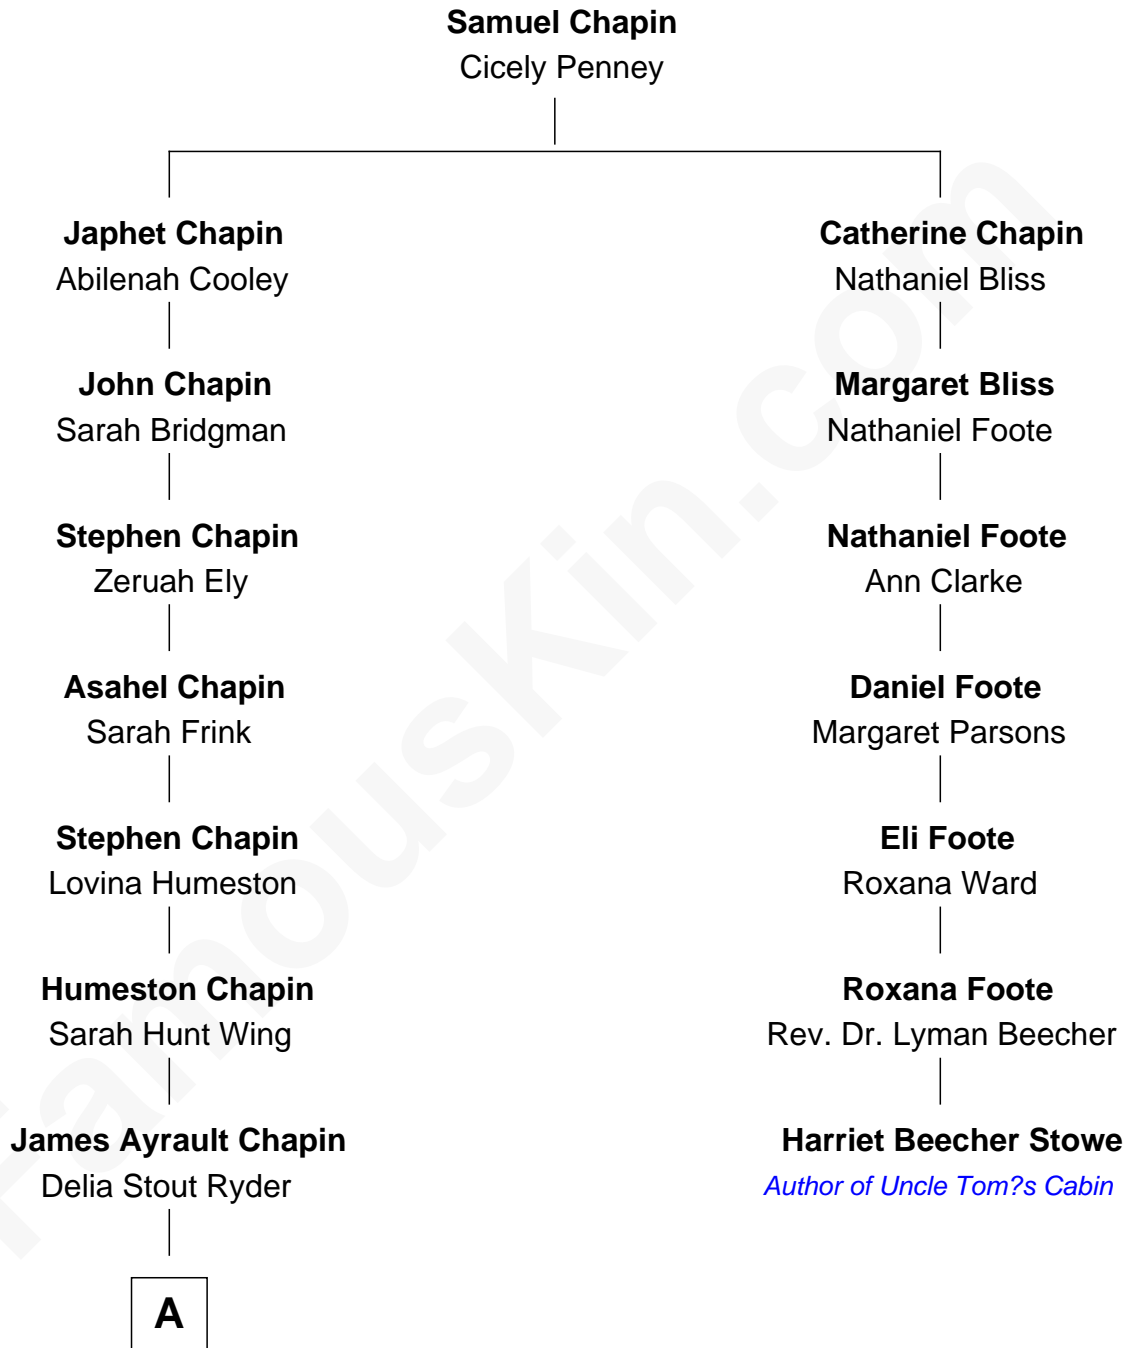 Samuel Chapin
Cicely Penney
Japhet Chapin
Abilenah Cooley
Catherine Chapin
Nathaniel Bliss
John Chapin
Sarah Bridgman
Margaret Bliss
Nathaniel Foote
Stephen Chapin
Zeruah Ely
Nathaniel Foote
Ann Clarke
Asahel Chapin
Sarah Frink
Daniel Foote
Margaret Parsons
Stephen Chapin
Lovina Humeston
Eli Foote
Roxana Ward
Humeston Chapin
Sarah Hunt Wing
Roxana Foote
Rev. Dr. Lyman Beecher
James Ayrault Chapin
Delia Stout Ryder
Harriet Beecher Stowe
Author of Uncle Tom?s Cabin
A
FamousKin.com